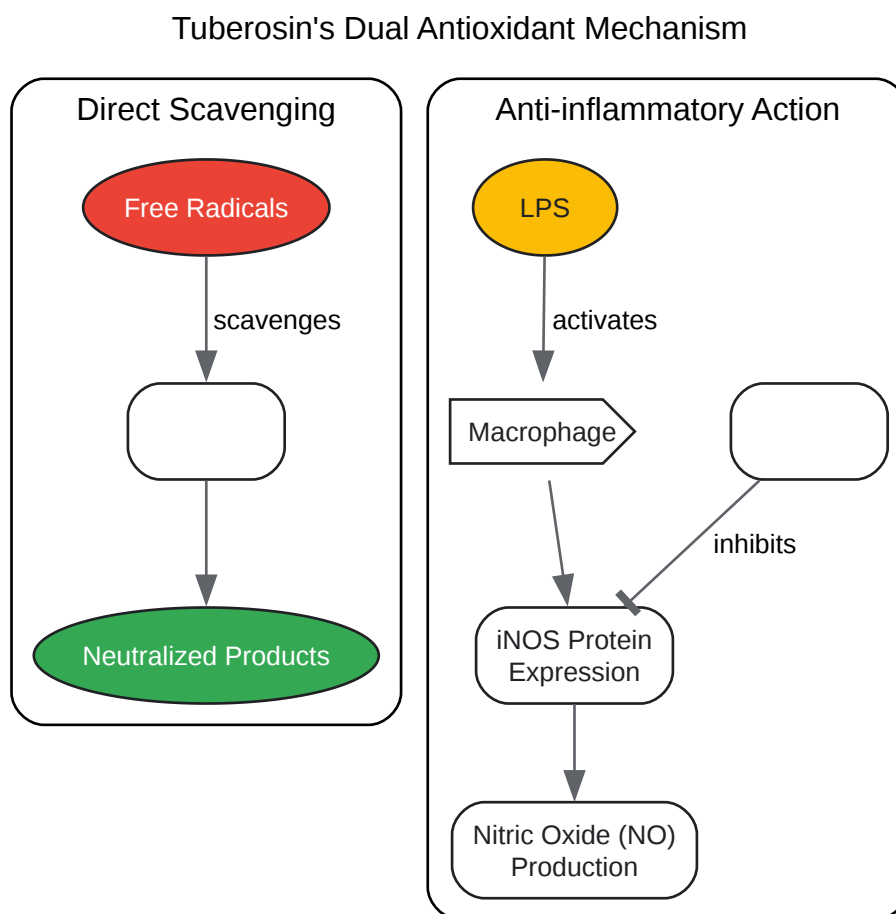 Tuberosin's Dual Antioxidant Mechanism
Direct Scavenging
Free Radicals
scavenges
Neutralized Products
Anti-inflammatory Action
LPS
activates
Macrophage
inhibits
iNOS Protein
Expression
Nitric Oxide (NO)
Production